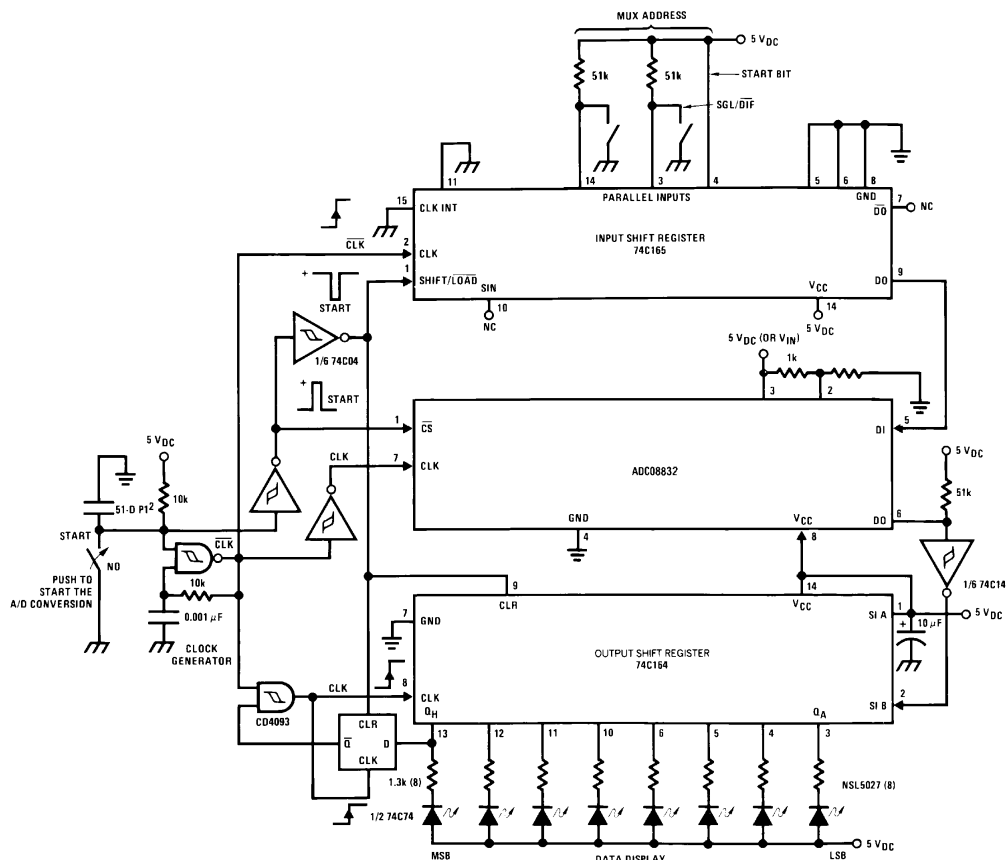 MUX ADDRESS
5 VDC
51k
51k
START BIT
SGL/DIF
11
14
3
4
5
6
8
15
CLK INT
PARALLEL INPUTS
GND
7
DO
NC
CLK
2
CLK
INPUT SHIFT REGISTER
74C165
1
SHIFT/LOAD
DO
9
+
START
SIN
VCC
10
NC
14
5 VDC
1/6 74C04
5 VDC (OR VIN)
1k
+
START
3
2
1
CS
DI
5
5 VDC
CLK
7
CLK
ADC08832
5 VDC
51k
51-D P1²
10k
GND
4
VCC
8
DO
6
START
NO
CLK
PUSH TO
START THE
A/D CONVERSION
10k
0.001 µF
CLOCK
GENERATOR
1/6 74C14
9
CLR
14
VCC
7
GND
SI A
1
5 VDC
+
10 µF
OUTPUT SHIFT REGISTER
74C164
CLK
8
CLK
SI B
2
CD4093
QH
QA
CLR
Q
D
CLK
13
12
11
10
6
5
4
3
1.3k (8)
NSL5027 (8)
1/2 74C74
MSB
DATA DISPLAY
LSB
5 VDC